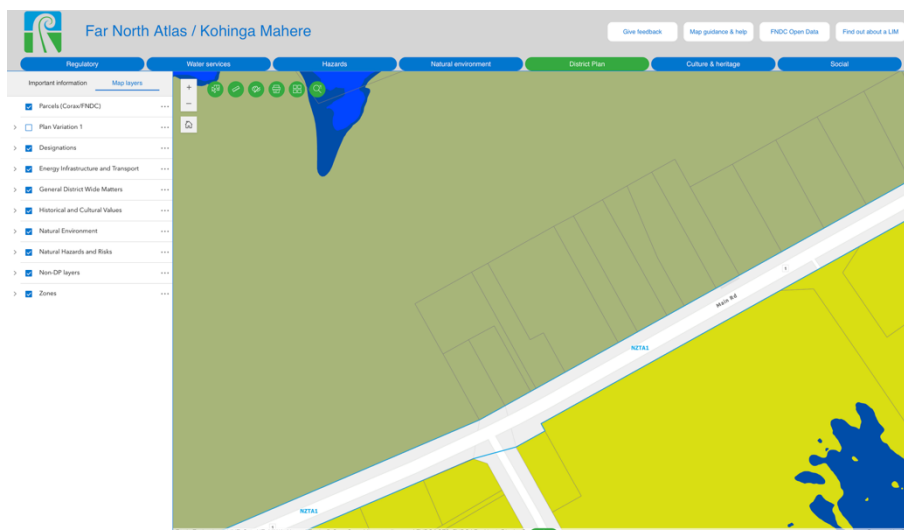 Far North Atlas / Kohinga Mahere
Give feedback
Map guidance & help
FNDC Open Data
Find out about a LIM
Regulatory
Water services
Hazards
Natural environment
District Plan
Culture & heritage
Social
Important information
Map layers
Parcels (Corax/FNDC)
Plan Variation 1
Designations
Energy Infrastructure and Transport
General District Wide Matters
Historical and Cultural Values
Natural Environment
Natural Hazards and Risks
Non-DP layers
Zones
1
Main Rd
NZTA1
NZTA1
1